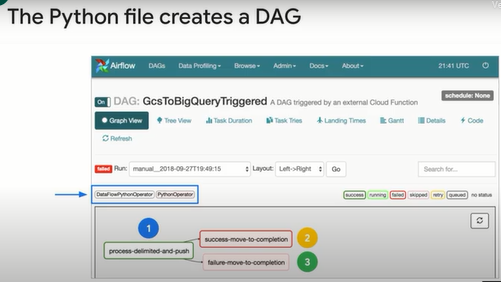 The Python file creates a DAG
Airflow DAGs Data Profiling Browse Admin Docs About 21:41 UTC
On DAG: GcsToBigQueryTriggered A DAG triggered by an external Cloud Function schedule: None
Graph View Tree View Task Duration Task Tries Landing Times Gantt Details Code
Refresh
failed Run: manual__2018-09-27T19:49:15 Layout: Left->Right Go Search for...
DataFlowPythonOperator PythonOperator success running failed skipped retry queued no status
1
success-move-to-completion 2
process-delimited-and-push
failure-move-to-completion 3